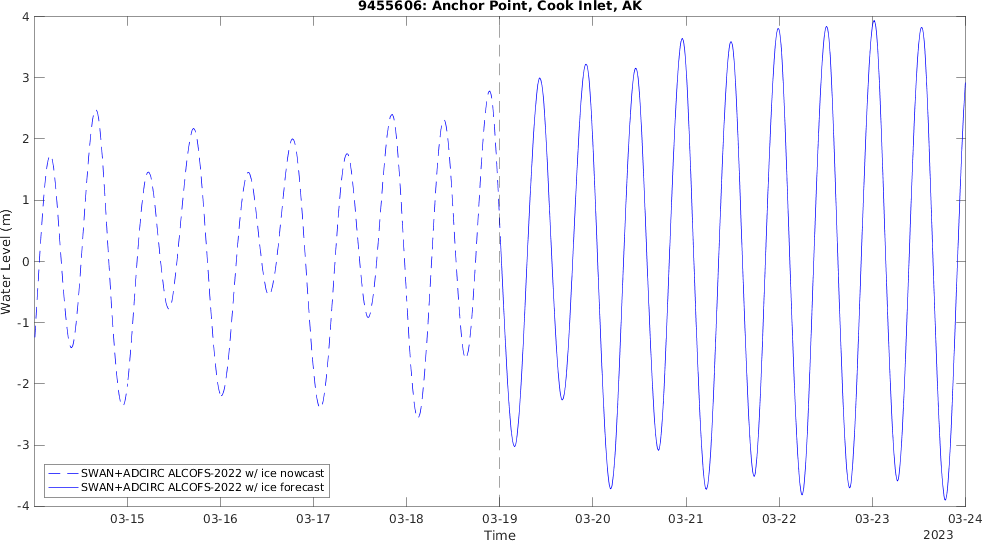 9455606: Anchor Point, Cook Inlet, AK
4
3
2
1
0
-1
-2
-3
-4
Water Level (m)
SWAN+ADCIRC ALCOFS-2022 w/ ice nowcast
SWAN+ADCIRC ALCOFS-2022 w/ ice forecast
03-15 03-16 03-17 03-18 03-19 03-20 03-21 03-22 03-23 03-24
Time
2023